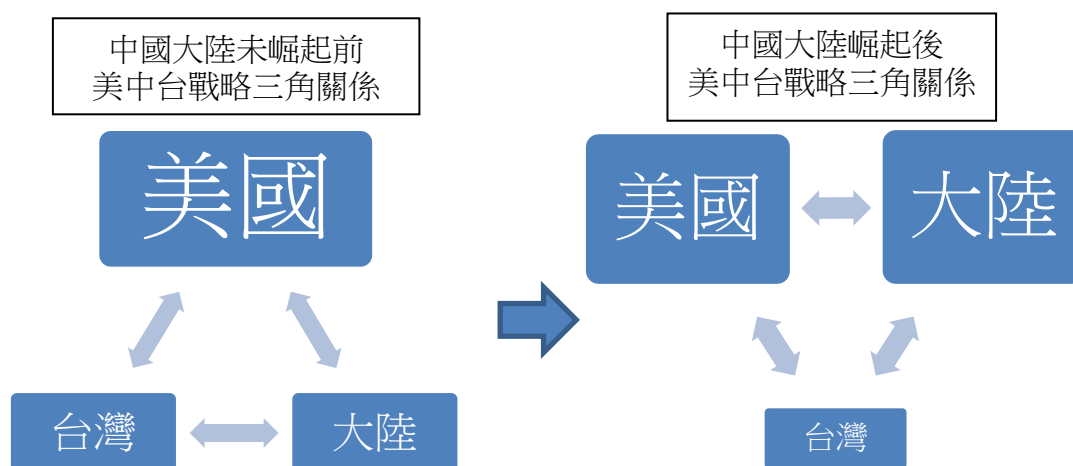 中國大陸未崛起前
美中台戰略三角關係
美國
台灣
大陸
中國大陸崛起後
美中台戰略三角關係
美國
大陸
台灣